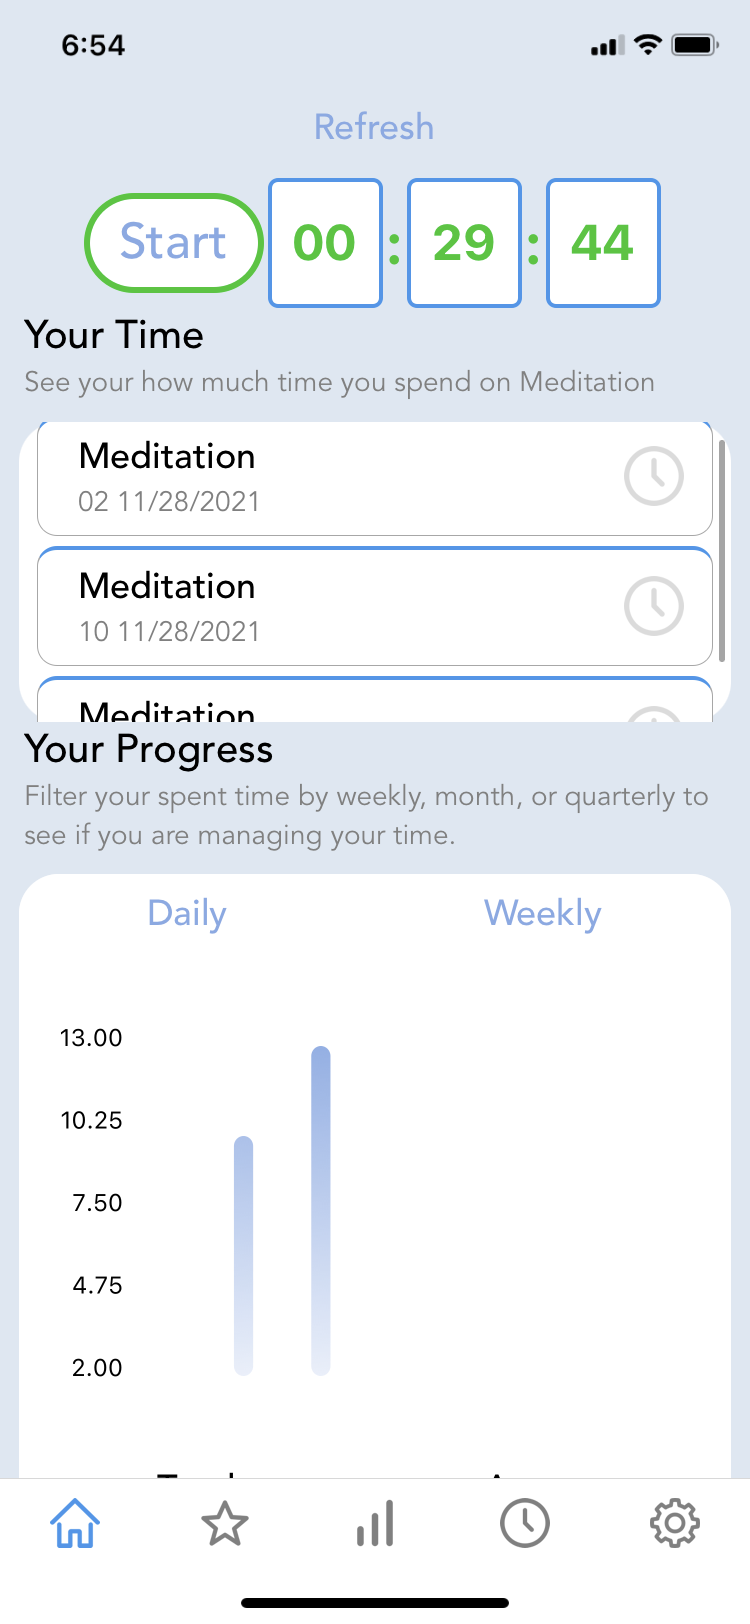 6:54
Refresh
Start 00 : 29 : 44
Your Time
See your how much time you spend on Meditation
Meditation
02 11/28/2021
Meditation
10 11/28/2021
Meditation
Your Progress
Filter your spent time by weekly, month, or quarterly to
see if you are managing your time.
Daily Weekly
13.00
10.25
7.50
4.75
2.00